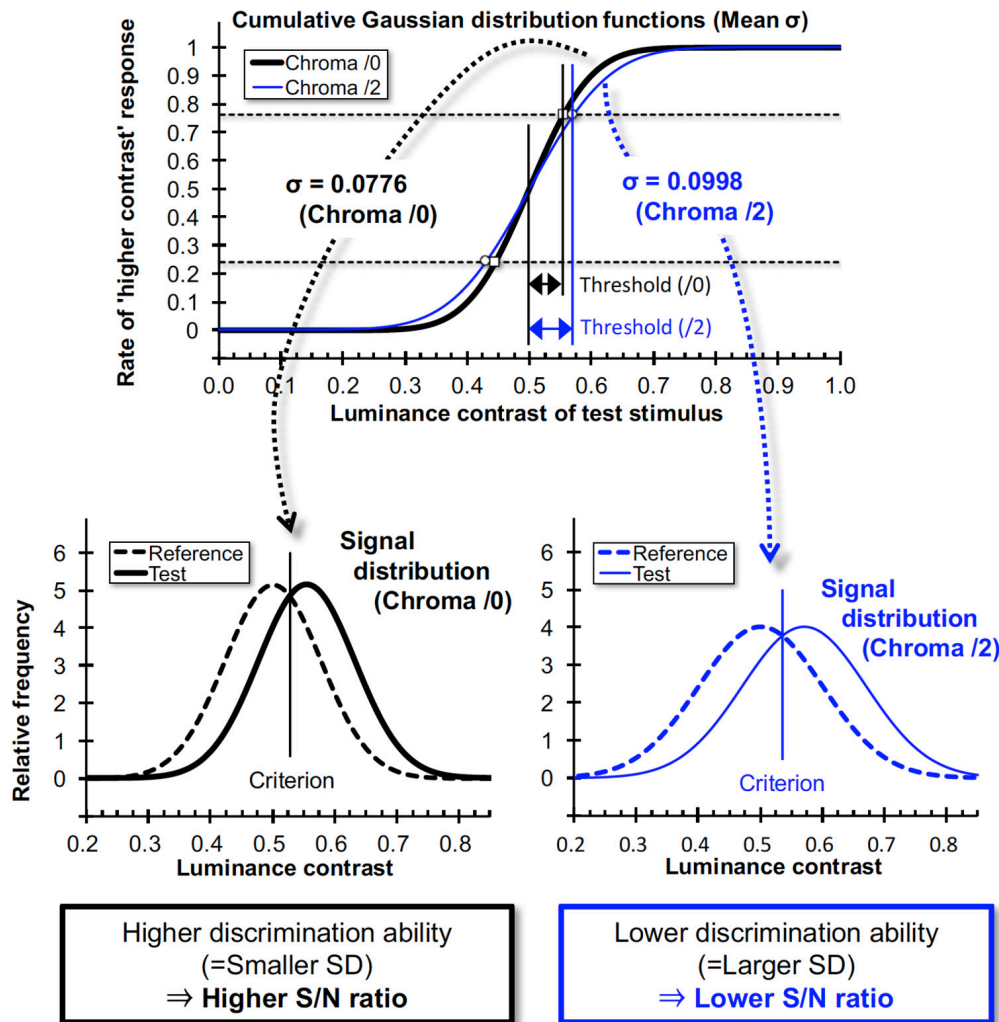 Cumulative Gaussian distribution functions (Mean σ)
Rate of 'higher contrast' response
1
0.9
0.8
0.7
0.6
0.5
0.4
0.3
0.2
0.1
0
Chroma /0
Chroma /2
σ = 0.0776
(Chroma /0)
σ = 0.0998
(Chroma /2)
Threshold (/0)
Threshold (/2)
0.0 0.1 0.2 0.3 0.4 0.5 0.6 0.7 0.8 0.9 1.0
Luminance contrast of test stimulus
Relative frequency
6
5
4
3
2
1
0
Reference
Test
Signal
distribution
(Chroma /0)
Criterion
0.2 0.3 0.4 0.5 0.6 0.7 0.8
Luminance contrast
6
5
4
3
2
1
0
Reference
Test
Signal
distribution
(Chroma /2)
Criterion
0.2 0.3 0.4 0.5 0.6 0.7 0.8
Luminance contrast
Higher discrimination ability
(=Smaller SD)
⇒ Higher S/N ratio
Lower discrimination ability
(=Larger SD)
⇒ Lower S/N ratio